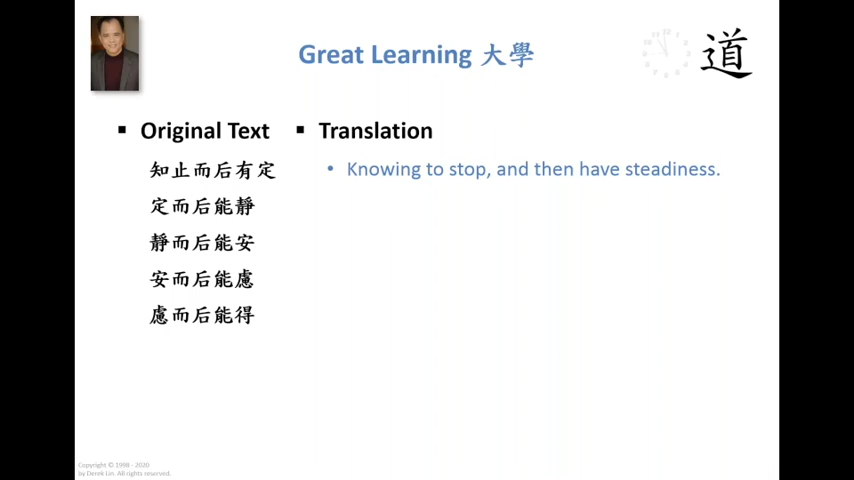 Great Learning 大學
道
▪ Original Text
知止而后有定
定而后能靜
靜而后能安
安而后能慮
慮而后能得
▪ Translation
• Knowing to stop, and then have steadiness.
Copyright © 1998 - 2020
by Derek Lin. All rights reserved.